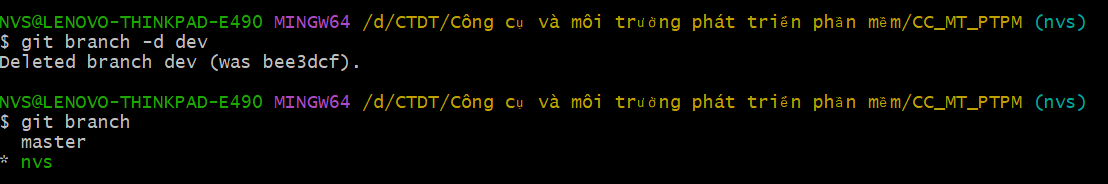 NVS@LENOVO-THINKPAD-E490 MINGW64 /d/CTDT/Công cụ và môi trường phát triển phần mềm/CC_MT_PTPM (nvs)
$ git branch -d dev
Deleted branch dev (was bee3dcf).
NVS@LENOVO-THINKPAD-E490 MINGW64 /d/CTDT/Công cụ và môi trường phát triển phần mềm/CC_MT_PTPM (nvs)
$ git branch
  master
* nvs